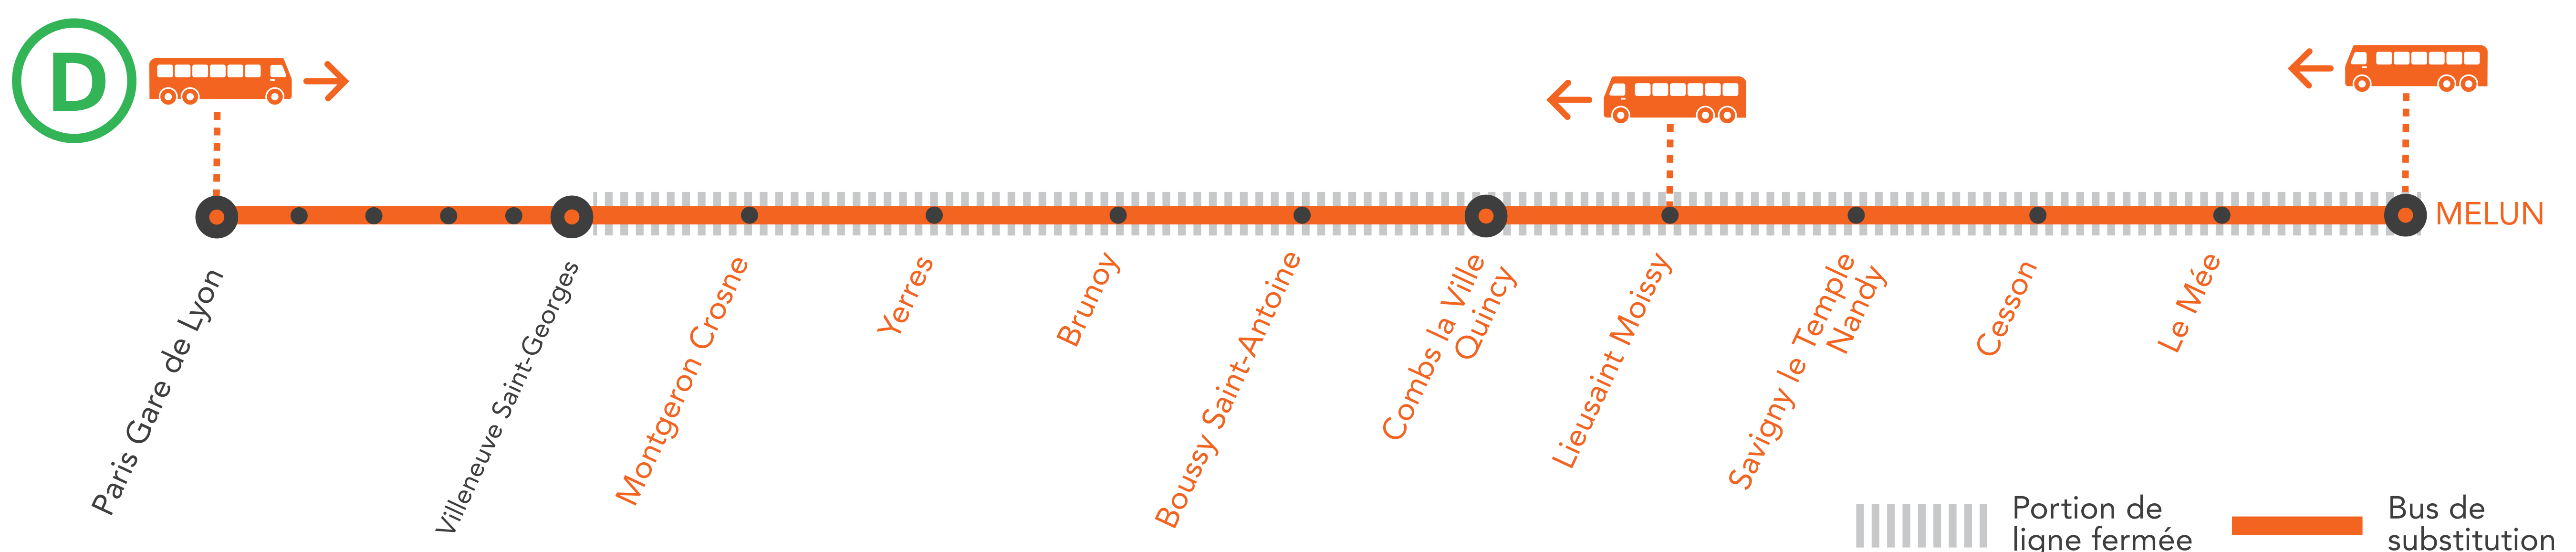 D
MELUN
Paris Gare de Lyon
Villeneuve Saint-Georges
Montgeron Crosne
Yerres
Brunoy
Boussy Saint-Antoine
Combs la Ville
Quincy
Lieusaint Moissy
Savigny le Temple
Nandy
Cesson
Le Mée
Portion de
ligne fermée
Bus de
substitution